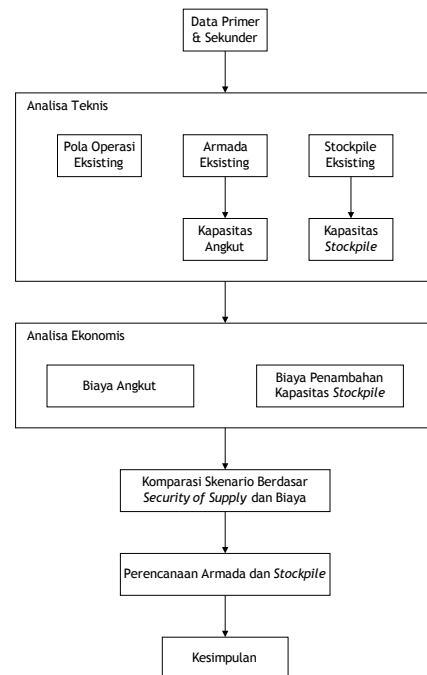 Data Primer
& Sekunder
Analisa Teknis
Pola Operasi
Eksisting
Armada
Eksisting
Stockpile
Eksisting
Kapasitas
Angkut
Kapasitas
Stockpile
Analisa Ekonomis
Biaya Angkut
Biaya Penambahan
Kapasitas Stockpile
Komparasi Skenario Berdasar
Security of Supply dan Biaya
Perencanaan Armada dan Stockpile
Kesimpulan